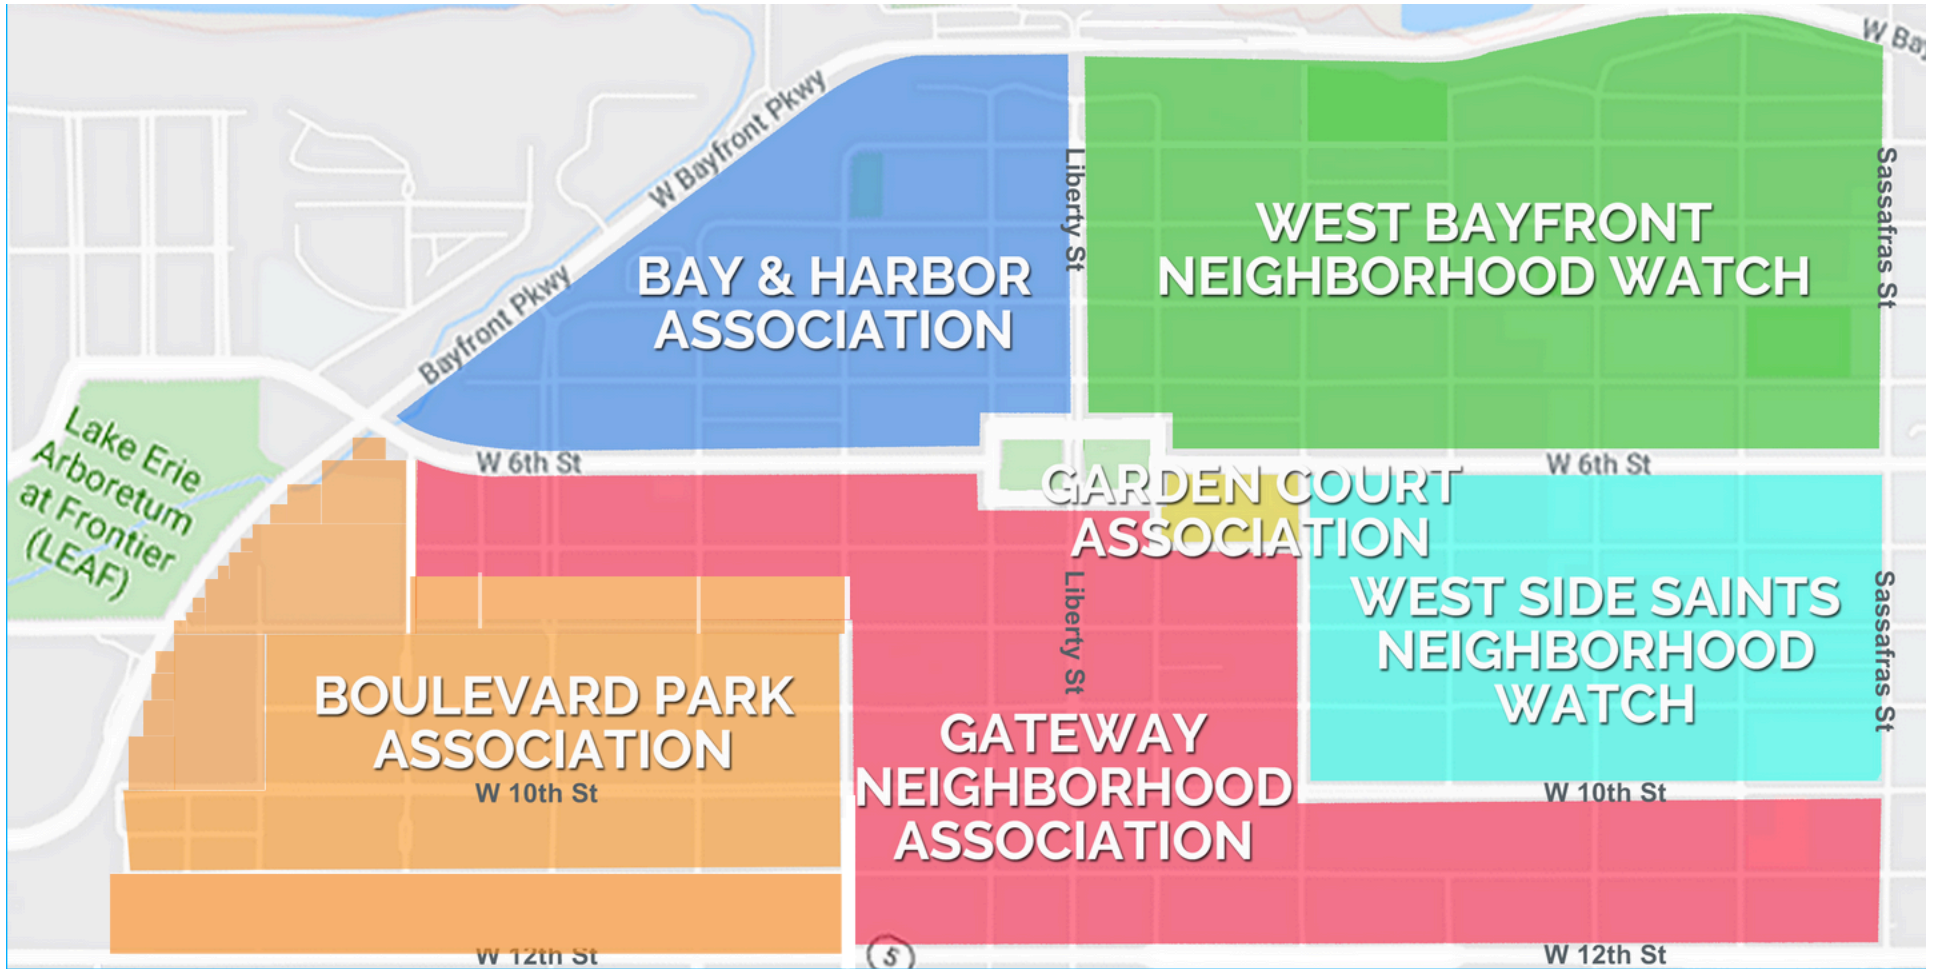 W Bay
W Bayfront Pkwy
Liberty St
Sassafras St
WEST BAYFRONT
NEIGHBORHOOD WATCH
BAY & HARBOR
ASSOCIATION
Bayfront Pkwy
Lake Erie
Arboretum
at Frontier
(LEAF)
W 6th St
W 6th St
GARDEN COURT
ASSOCIATION
Liberty St
Sassafras St
WEST SIDE SAINTS
NEIGHBORHOOD
WATCH
BOULEVARD PARK
ASSOCIATION
GATEWAY
NEIGHBORHOOD
ASSOCIATION
W 10th St
W 10th St
W 12th St
5
W 12th St